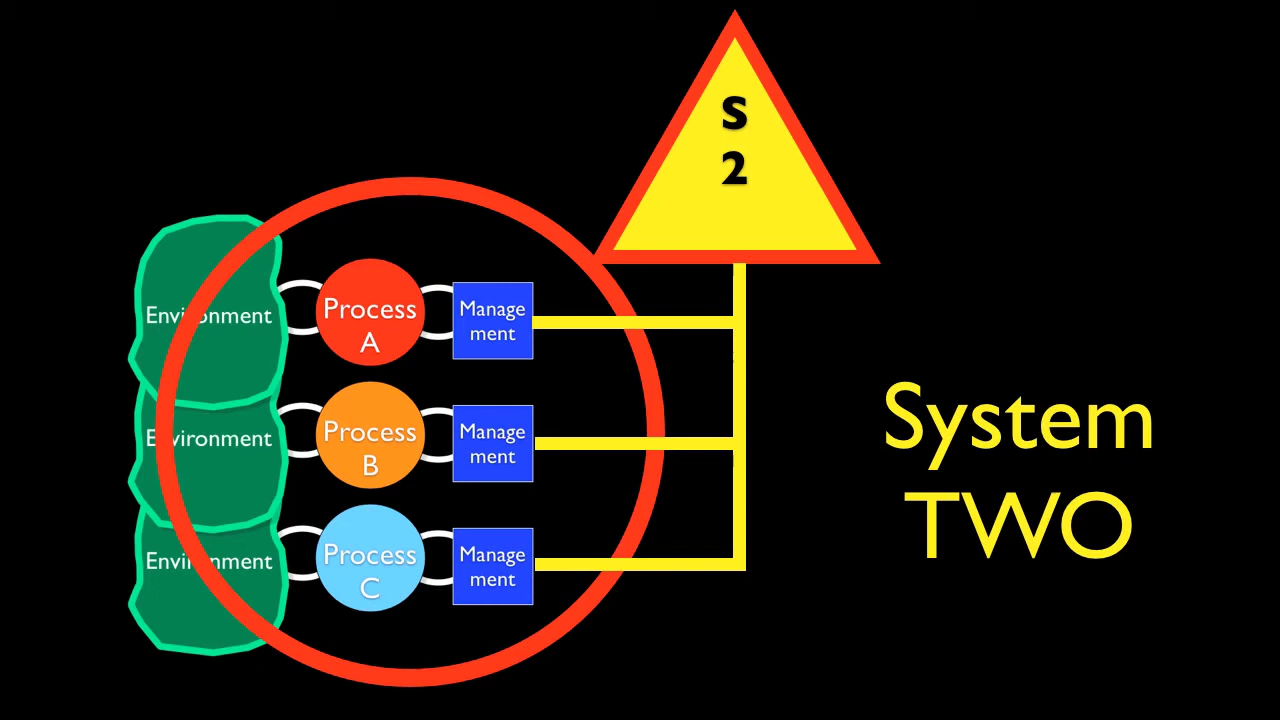 S
2
Environment
Process
A
Manage
ment
Environment
Process
B
Manage
ment
Environment
Process
C
Manage
ment
System
TWO